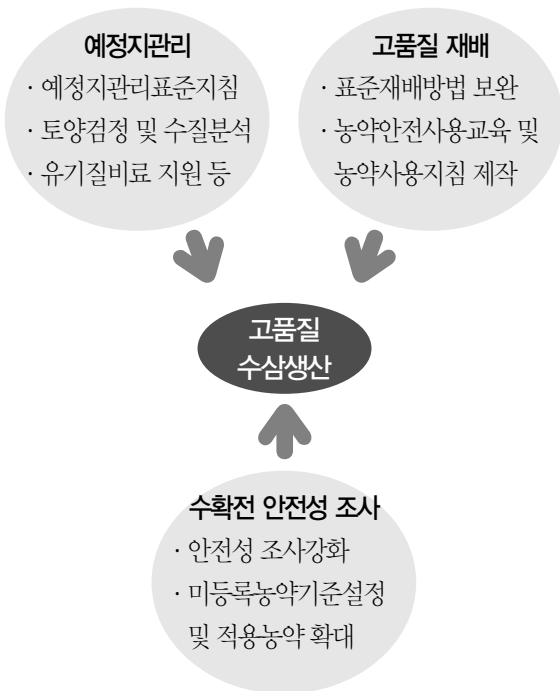 예정지관리
· 예정지관리표준지침
· 토양검정 및 수질분석
· 유기질비료 지원 등
고품질 재배
· 표준재배방법 보완
· 농약안전사용교육 및
농약사용지침 제작
고품질
수삼생산
수확전 안전성 조사
· 안전성 조사강화
· 미등록농약기준설정
및 적용농약 확대